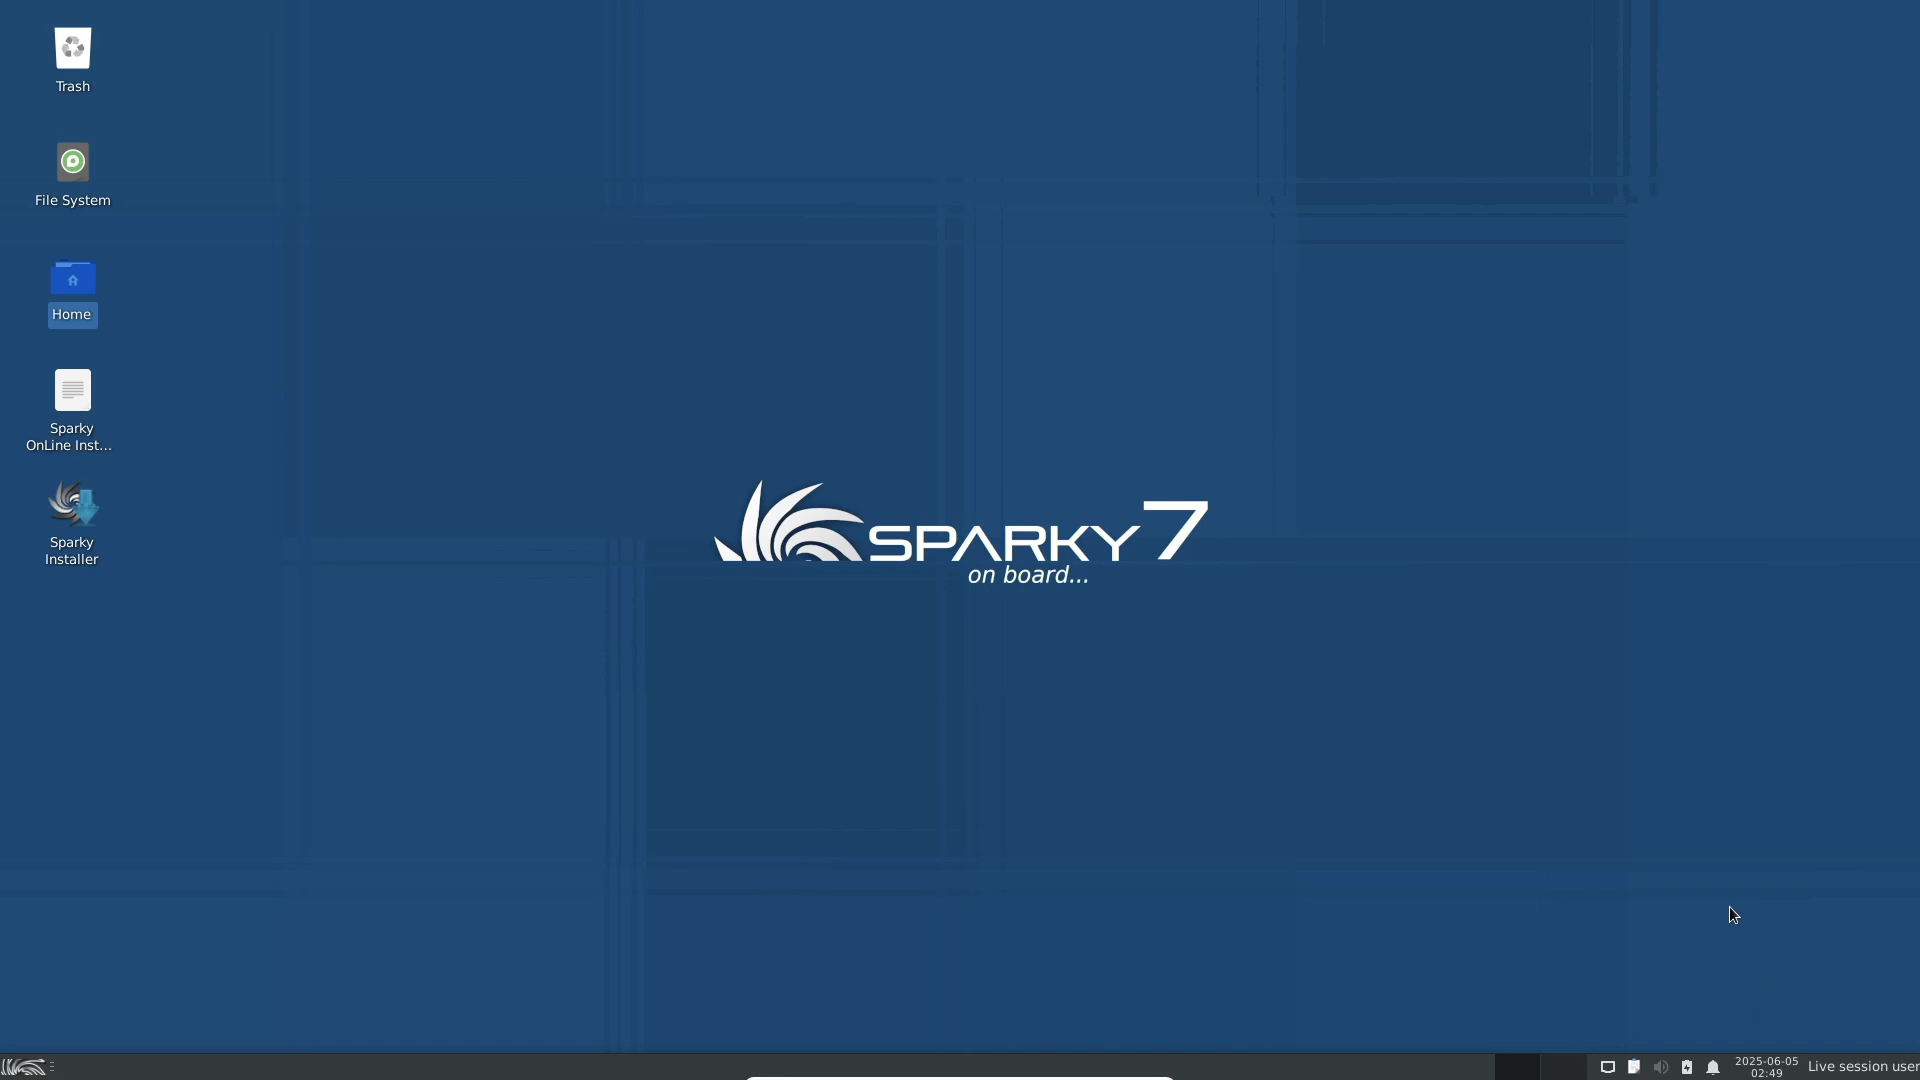 Trash
File System
Home
Sparky
OnLine Inst...
Sparky
Installer
SPARKY 7
on board...
2025-06-05
02:49
Live session user